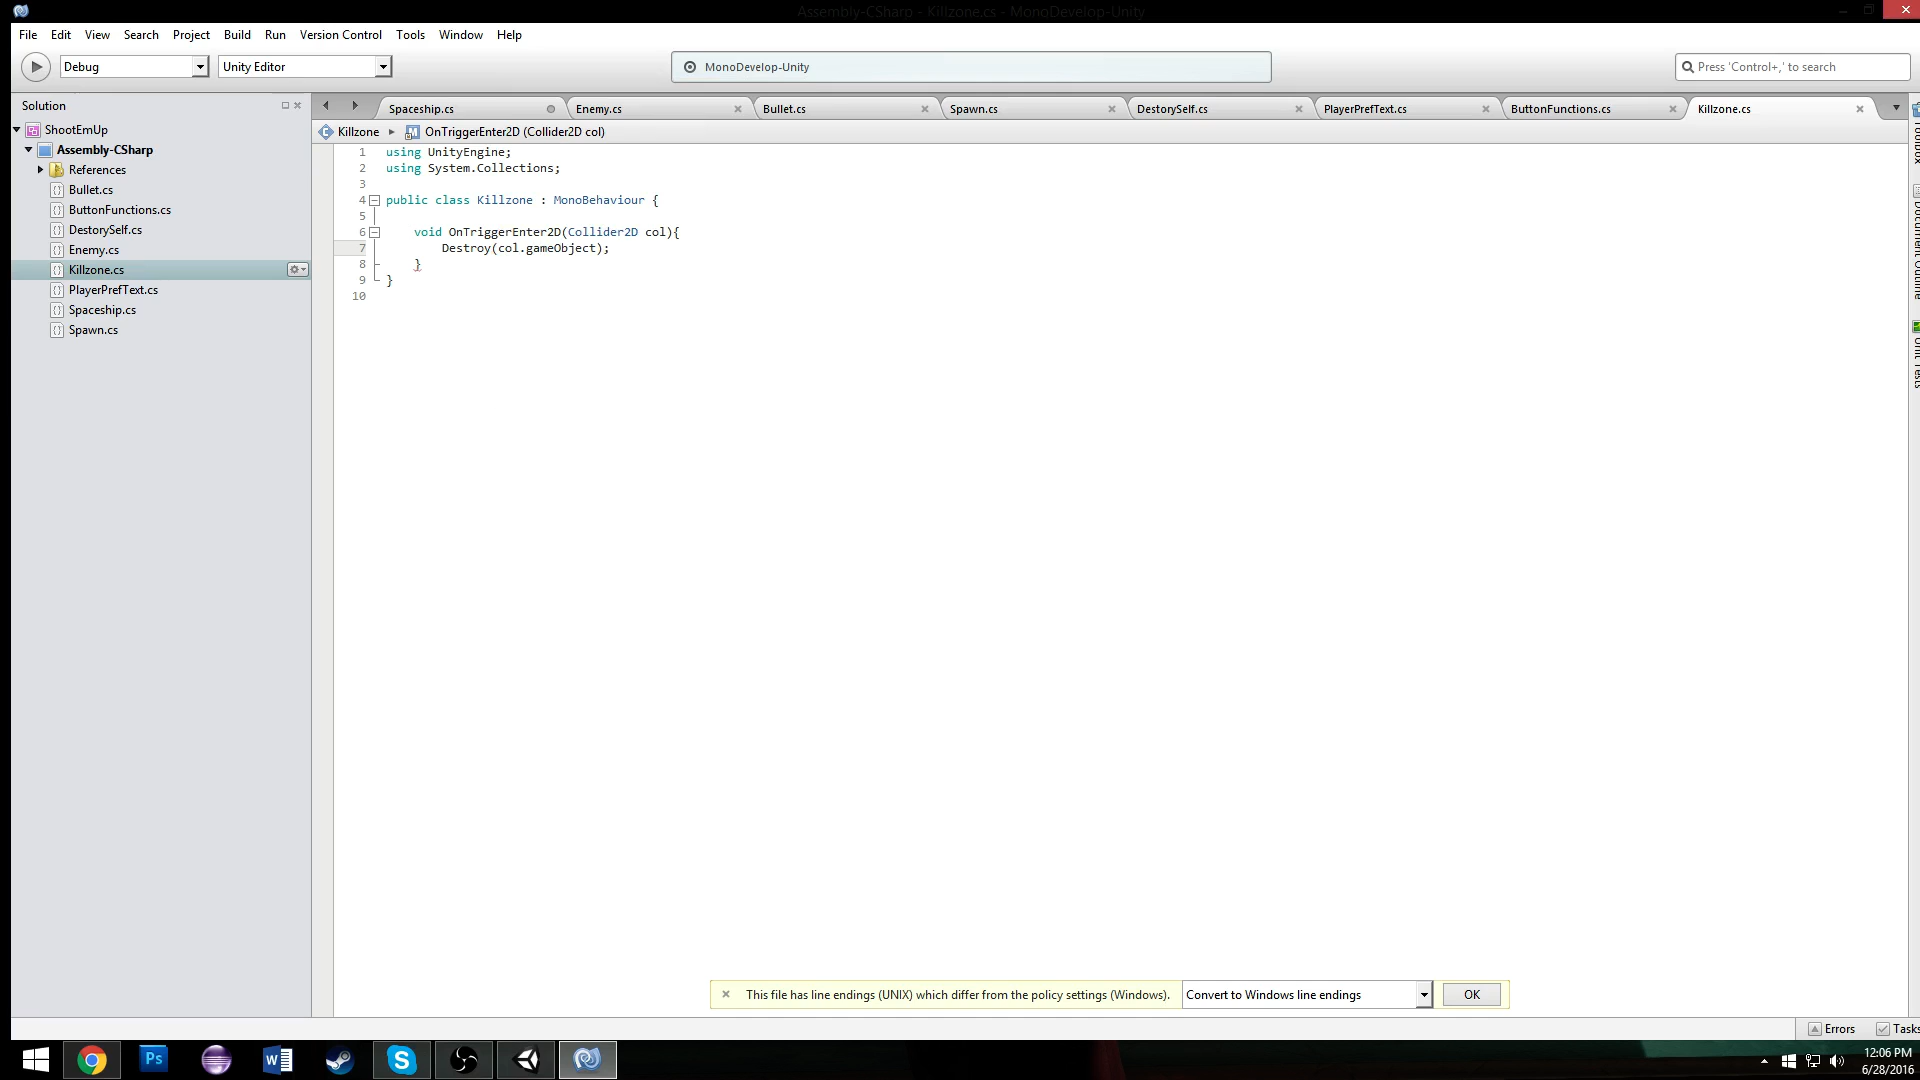 Assembly-CSharp - Killzone.cs - MonoDevelop-Unity
File Edit View Search Project Build Run Version Control Tools Window Help
Debug Unity Editor MonoDevelop-Unity Press 'Control+,' to search
Solution
Spaceship.cs Enemy.cs Bullet.cs Spawn.cs DestorySelf.cs PlayerPrefText.cs ButtonFunctions.cs Killzone.cs
Killzone OnTriggerEnter2D (Collider2D col)
ShootEmUp
Assembly-CSharp
References
Bullet.cs
ButtonFunctions.cs
DestorySelf.cs
Enemy.cs
Killzone.cs
PlayerPrefText.cs
Spaceship.cs
Spawn.cs
1 using UnityEngine;
2 using System.Collections;
3
4 public class Killzone : MonoBehaviour {
5
6 void OnTriggerEnter2D(Collider2D col){
7 Destroy(col.gameObject);
8 }
9 }
10
Toolbox
Document Outline
Unit Tests
This file has line endings (UNIX) which differ from the policy settings (Windows). Convert to Windows line endings OK
Errors Tasks
Ps
12:06 PM
6/28/2016